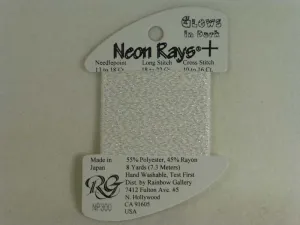 GLOWS
in Dark
Neon Rays+
Needlepoint Long Stitch Cross Stitch
Made in
Japan
RG
NP300
55% Polyester, 45% Rayon
8 Yards (7.3 Meters)
Hand Washable, Test First
Dist. by Rainbow Gallery
7412 Fulton Ave. #5
N. Hollywood
CA 91605
USA